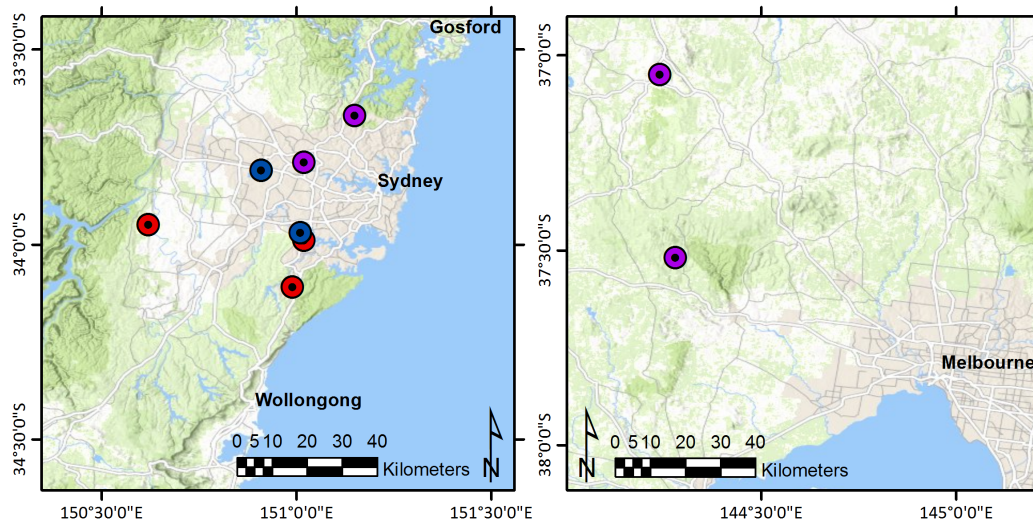 Gosford
33°30'0"S
Sydney
34°0'0"S
Wollongong
34°30'0"S
0 5 10 20 30 40
Kilometers
N
150°30'0"E 151°0'0"E 151°30'0"E
37°0'0"S
37°30'0"S
Melbourne
38°0'0"S
0 5 10 20 30 40
Kilometers
N
144°30'0"E 145°0'0"E